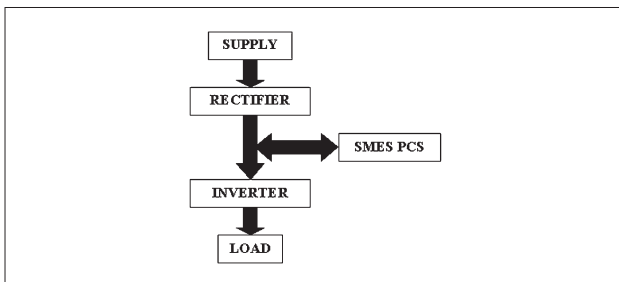 SUPPLY
RECTIFIER
SMES PCS
INVERTER
LOAD